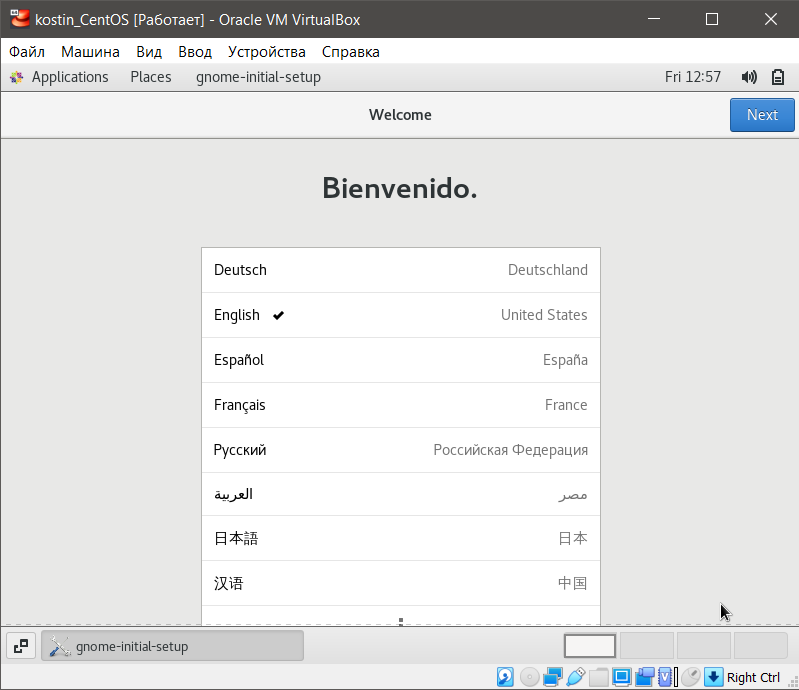 kostin_CentOS [Работает] - Oracle VM VirtualBox
Файл Машина Вид Ввод Устройства Справка
Applications Places gnome-initial-setup Fri 12:57
Welcome Next
Bienvenido.
Deutsch Deutschland
English United States
Español España
Français France
Русский Российская Федерация
العربية مصر
日本語 日本
汉语 中国
gnome-initial-setup
Right Ctrl